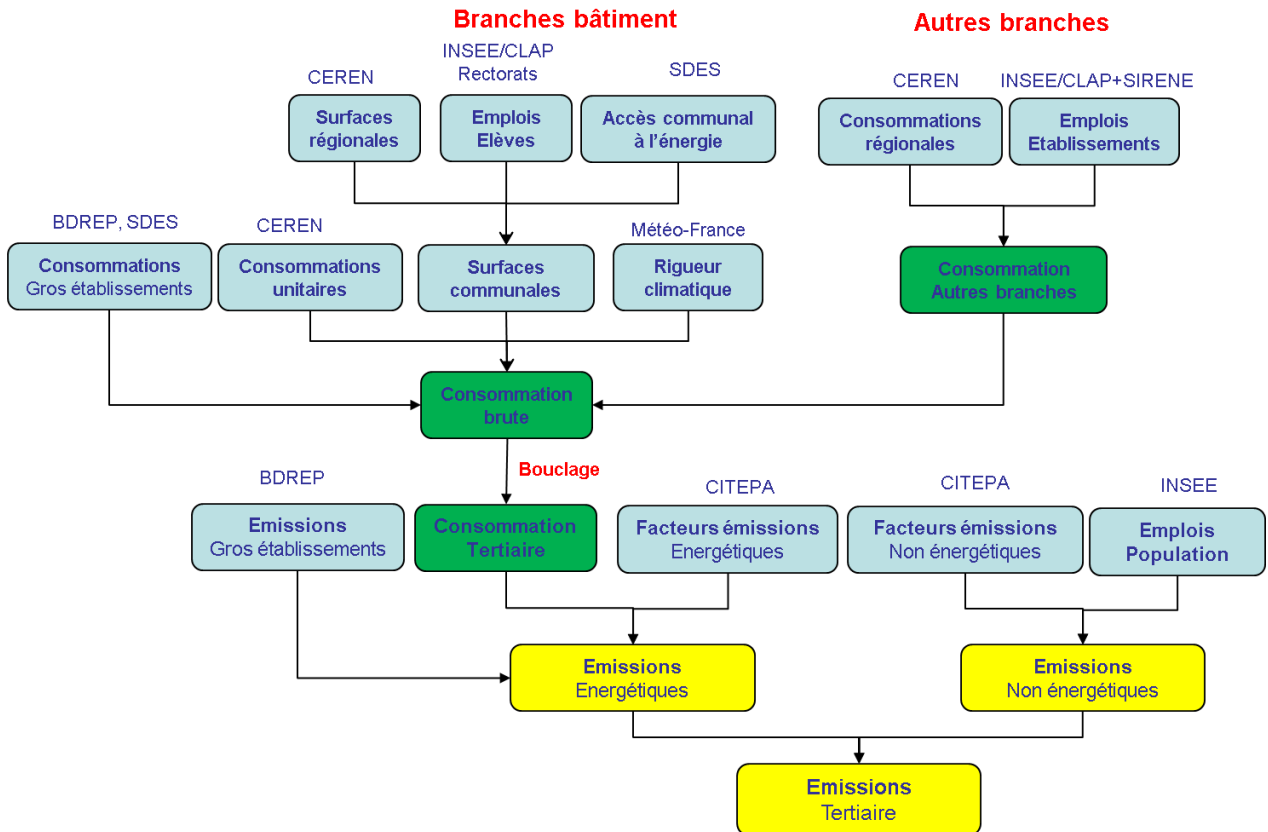 Branches bâtiment
Autres branches
CEREN
INSEE/CLAP
Rectorats
SDES
CEREN
INSEE/CLAP+SIRENE
Surfaces
régionales
Emplois
Elèves
Accès communal
à l'énergie
Consommations
régionales
Emplois
Etablissements
BDREP, SDES
CEREN
Météo-France
Consommations
Gros établissements
Consommations
unitaires
Surfaces
communales
Rigueur
climatique
Consommation
Autres branches
Consommation
brute
Bouclage
BDREP
CITEPA
CITEPA
INSEE
Emissions
Gros établissements
Consommation
Tertiaire
Facteurs émissions
Energétiques
Facteurs émissions
Non énergétiques
Emplois
Population
Emissions
Energétiques
Emissions
Non énergétiques
Emissions
Tertiaire